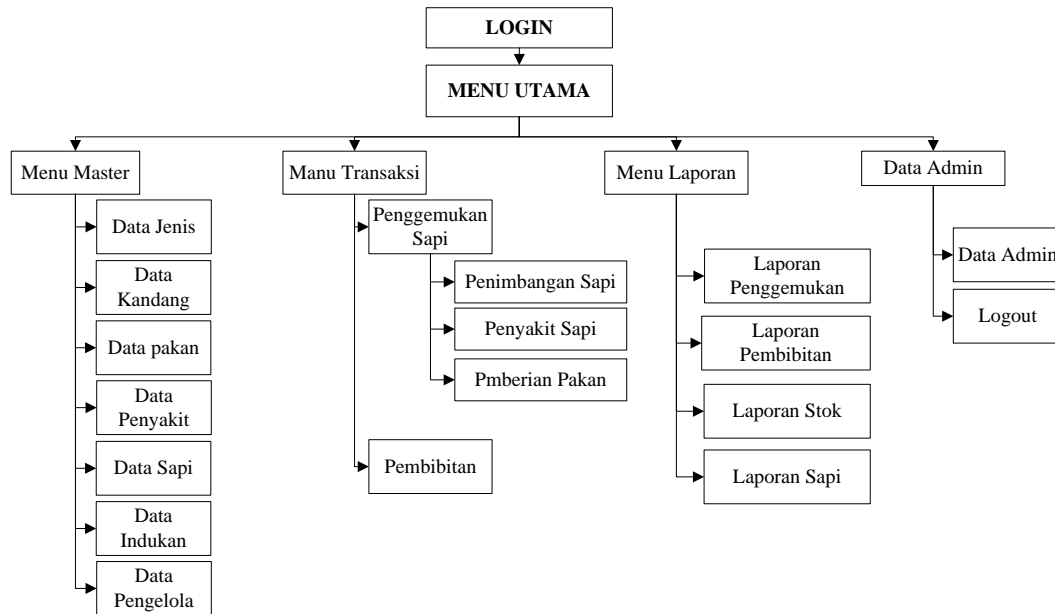 LOGIN
MENU UTAMA
Menu Master
Manu Transaksi
Menu Laporan
Data Admin
Data Jenis
Data
Kandang
Data pakan
Data
Penyakit
Data Sapi
Data
Indukan
Data
Pengelola
Penggemukan
Sapi
Penimbangan Sapi
Penyakit Sapi
Pmberian Pakan
Pembibitan
Laporan
Penggemukan
Laporan
Pembibitan
Laporan Stok
Laporan Sapi
Data Admin
Logout